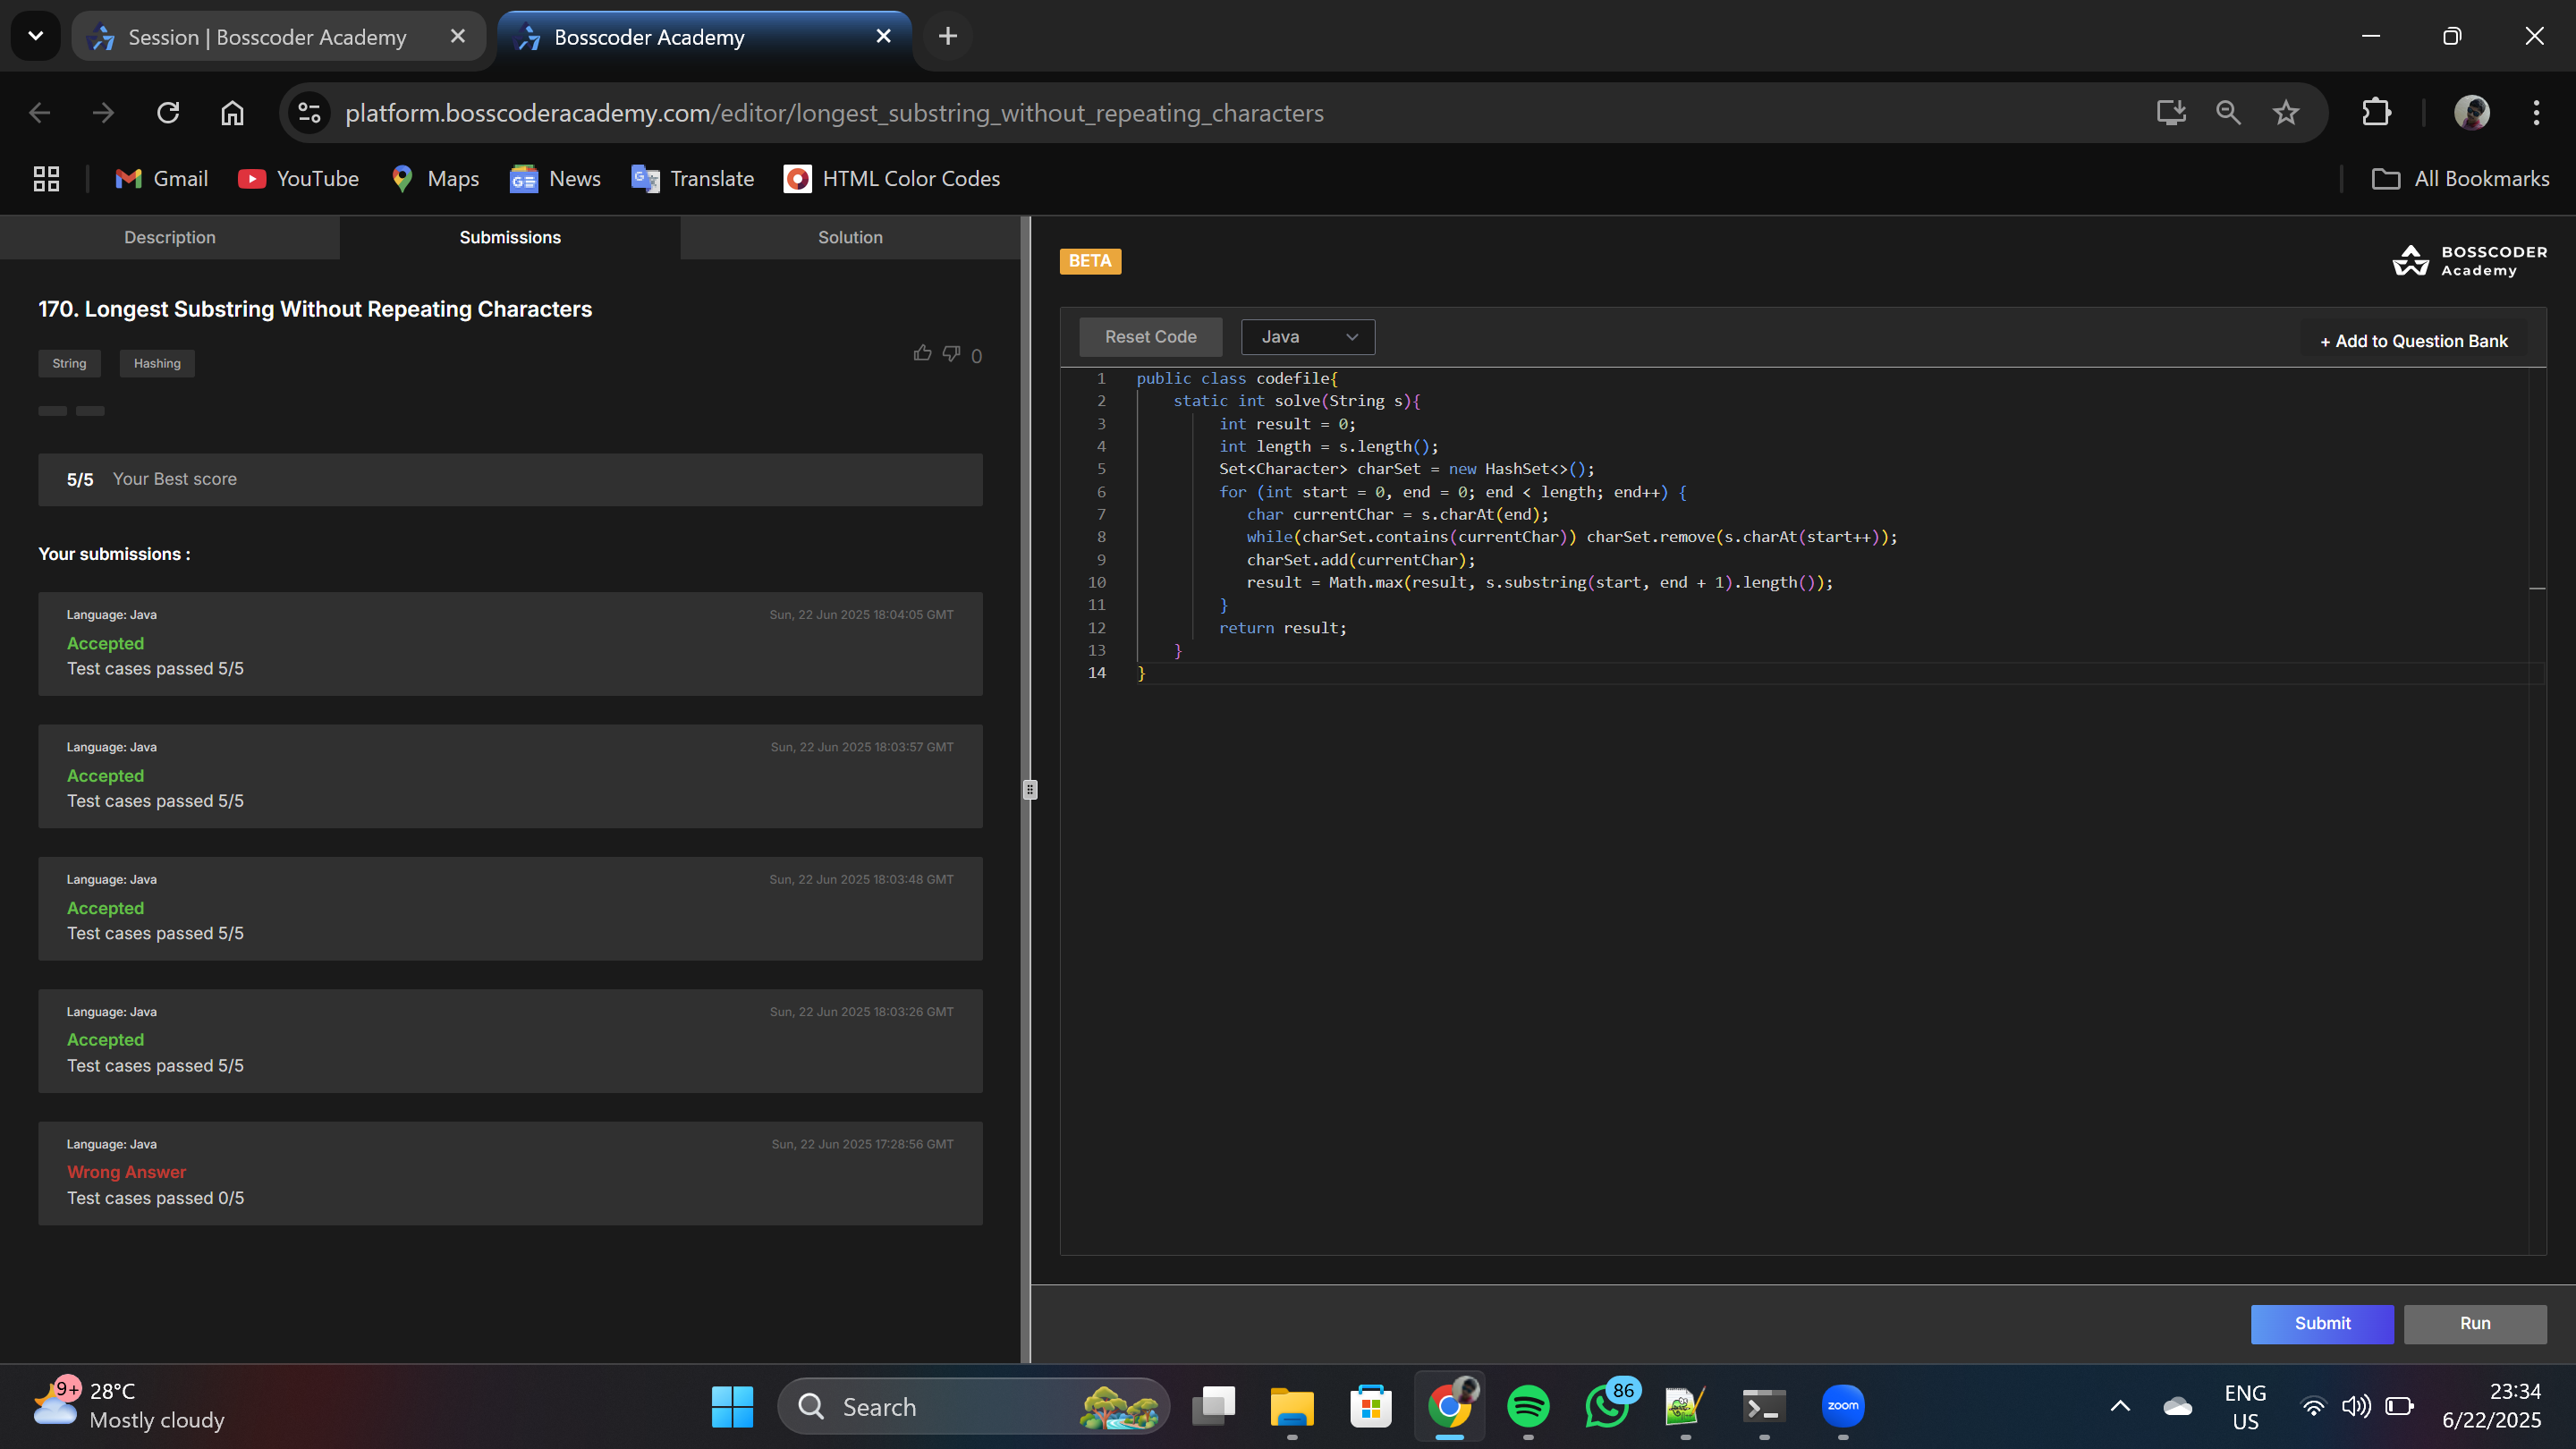 Session | Bosscoder Academy
Bosscoder Academy
platform.bosscoderacademy.com/editor/longest_substring_without_repeating_characters
Gmail
YouTube
Maps
News
Translate
HTML Color Codes
All Bookmarks
Description
Submissions
Solution
170. Longest Substring Without Repeating Characters
String
Hashing
0
5/5 Your Best score
Your submissions :
Language: Java
Sun, 22 Jun 2025 18:04:05 GMT
Accepted
Test cases passed 5/5
Language: Java
Sun, 22 Jun 2025 18:03:57 GMT
Accepted
Test cases passed 5/5
Language: Java
Sun, 22 Jun 2025 18:03:48 GMT
Accepted
Test cases passed 5/5
Language: Java
Sun, 22 Jun 2025 18:03:26 GMT
Accepted
Test cases passed 5/5
Language: Java
Sun, 22 Jun 2025 17:28:56 GMT
Wrong Answer
Test cases passed 0/5
BETA
BOSSCODER
Academy
Reset Code
Java
+ Add to Question Bank
1 public class codefile{
2 static int solve(String s){
3 int result = 0;
4 int length = s.length();
5 Set<Character> charSet = new HashSet<>();
6 for (int start = 0, end = 0; end < length; end++) {
7 char currentChar = s.charAt(end);
8 while(charSet.contains(currentChar)) charSet.remove(s.charAt(start++));
9 charSet.add(currentChar);
10 result = Math.max(result, s.substring(start, end + 1).length());
11 }
12 return result;
13 }
14 }
Submit
Run
9+
28°C
Mostly cloudy
Search
86
zoom
ENG
US
23:34
6/22/2025